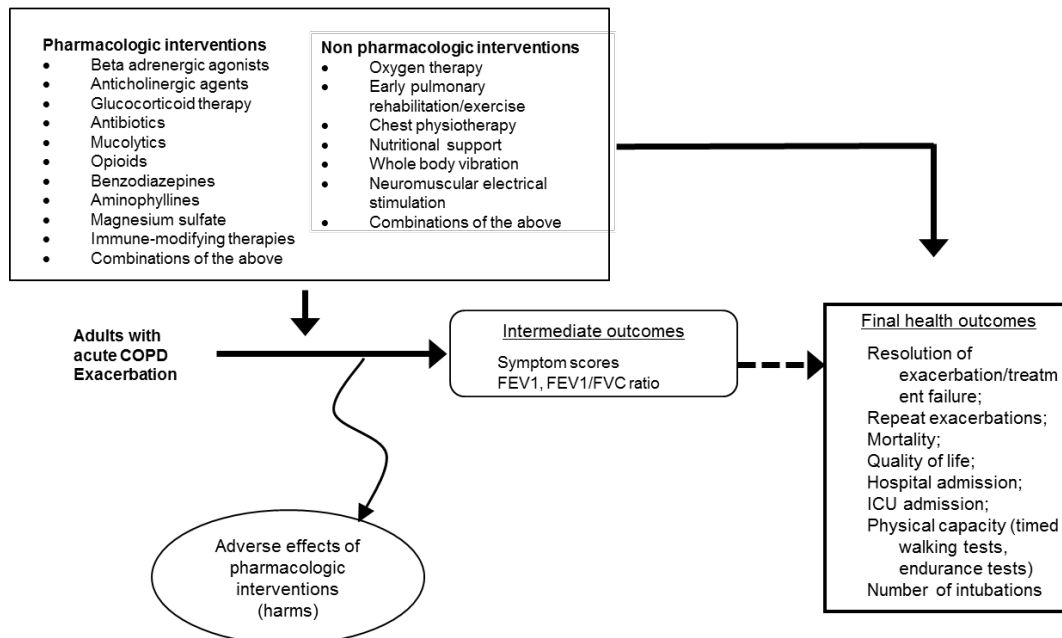 Pharmacologic interventions
• Beta adrenergic agonists
• Anticholinergic agents
• Glucocorticoid therapy
• Antibiotics
• Mucolytics
• Opioids
• Benzodiazepines
• Aminophyllines
• Magnesium sulfate
• Immune-modifying therapies
• Combinations of the above
Non pharmacologic interventions
• Oxygen therapy
• Early pulmonary
rehabilitation/exercise
• Chest physiotherapy
• Nutritional support
• Whole body vibration
• Neuromuscular electrical
stimulation
• Combinations of the above
Adults with
acute COPD
Exacerbation
Intermediate outcomes
Symptom scores
FEV1, FEV1/FVC ratio
Final health outcomes
Resolution of
exacerbation/treatm
ent failure;
Repeat exacerbations;
Mortality;
Quality of life;
Hospital admission;
ICU admission;
Physical capacity (timed
walking tests,
endurance tests)
Number of intubations
Adverse effects of
pharmacologic
interventions
(harms)